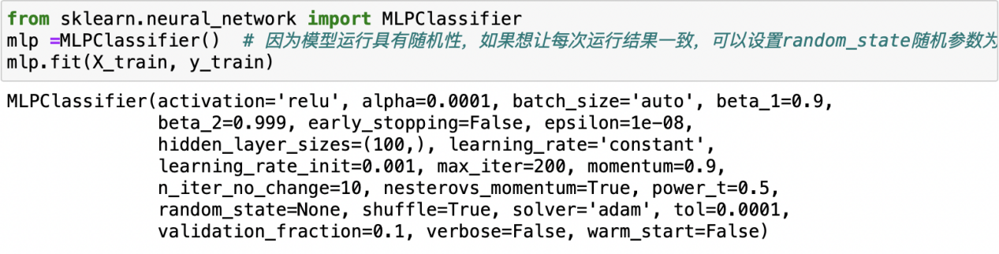 from sklearn.neural_network import MLPClassifier
mlp =MLPClassifier()  # 因为模型运行具有随机性，如果想让每次运行结果一致，可以设置random_state随机参数为
mlp.fit(X_train, y_train)
MLPClassifier(activation='relu', alpha=0.0001, batch_size='auto', beta_1=0.9,
beta_2=0.999, early_stopping=False, epsilon=1e-08,
hidden_layer_sizes=(100,), learning_rate='constant',
learning_rate_init=0.001, max_iter=200, momentum=0.9,
n_iter_no_change=10, nesterovs_momentum=True, power_t=0.5,
random_state=None, shuffle=True, solver='adam', tol=0.0001,
validation_fraction=0.1, verbose=False, warm_start=False)